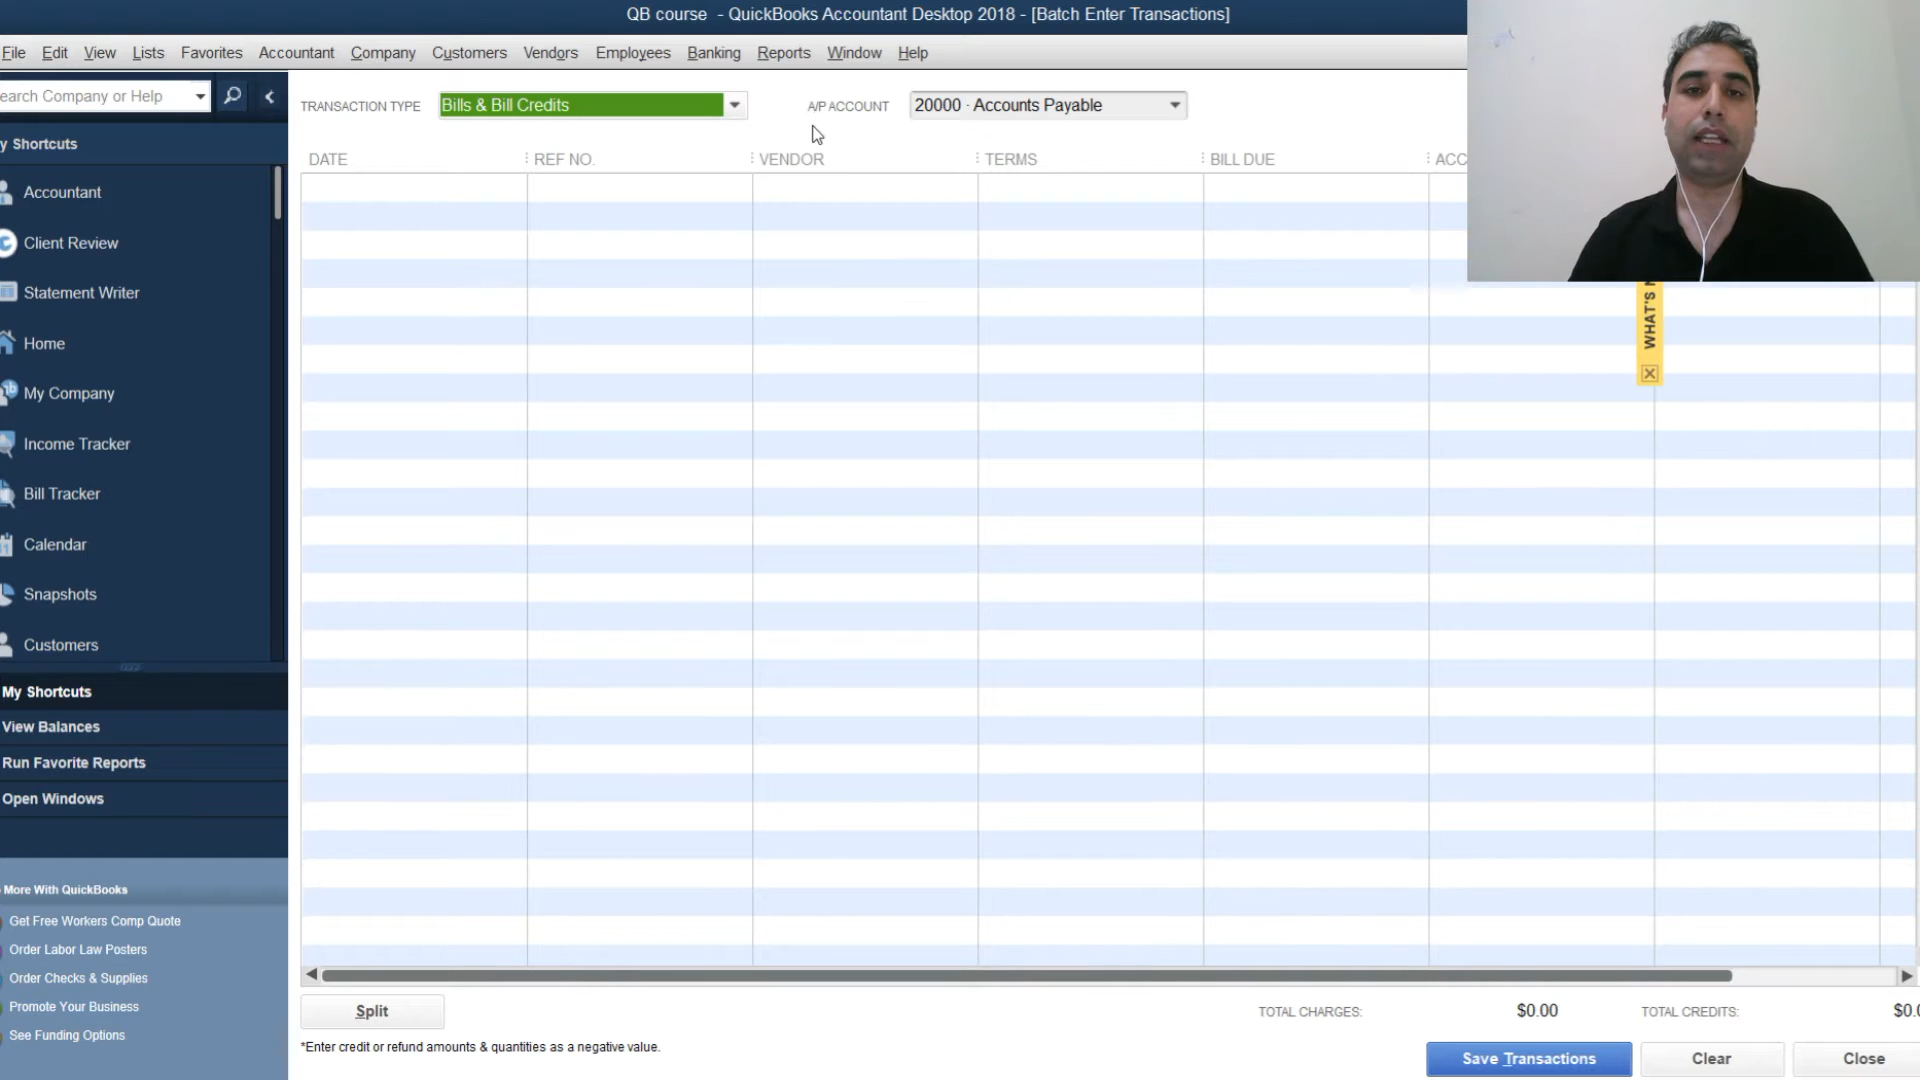 QB course - QuickBooks Accountant Desktop 2018 - [Batch Enter Transactions]
File Edit View Lists Favorites Accountant Company Customers Vendors Employees Banking Reports Window Help
earch Company or Help
TRANSACTION TYPE Bills & Bill Credits A/P ACCOUNT 20000 · Accounts Payable
y Shortcuts
DATE REF NO. VENDOR TERMS BILL DUE ACC
Accountant
Client Review
Statement Writer
WHAT'S N
Home
My Company
Income Tracker
Bill Tracker
Calendar
Snapshots
Customers
My Shortcuts
View Balances
Run Favorite Reports
Open Windows
More With QuickBooks
Get Free Workers Comp Quote
Order Labor Law Posters
Order Checks & Supplies
Promote Your Business
See Funding Options
Split TOTAL CHARGES: $0.00 TOTAL CREDITS: $0.0
*Enter credit or refund amounts & quantities as a negative value.
Save Transactions Clear Close